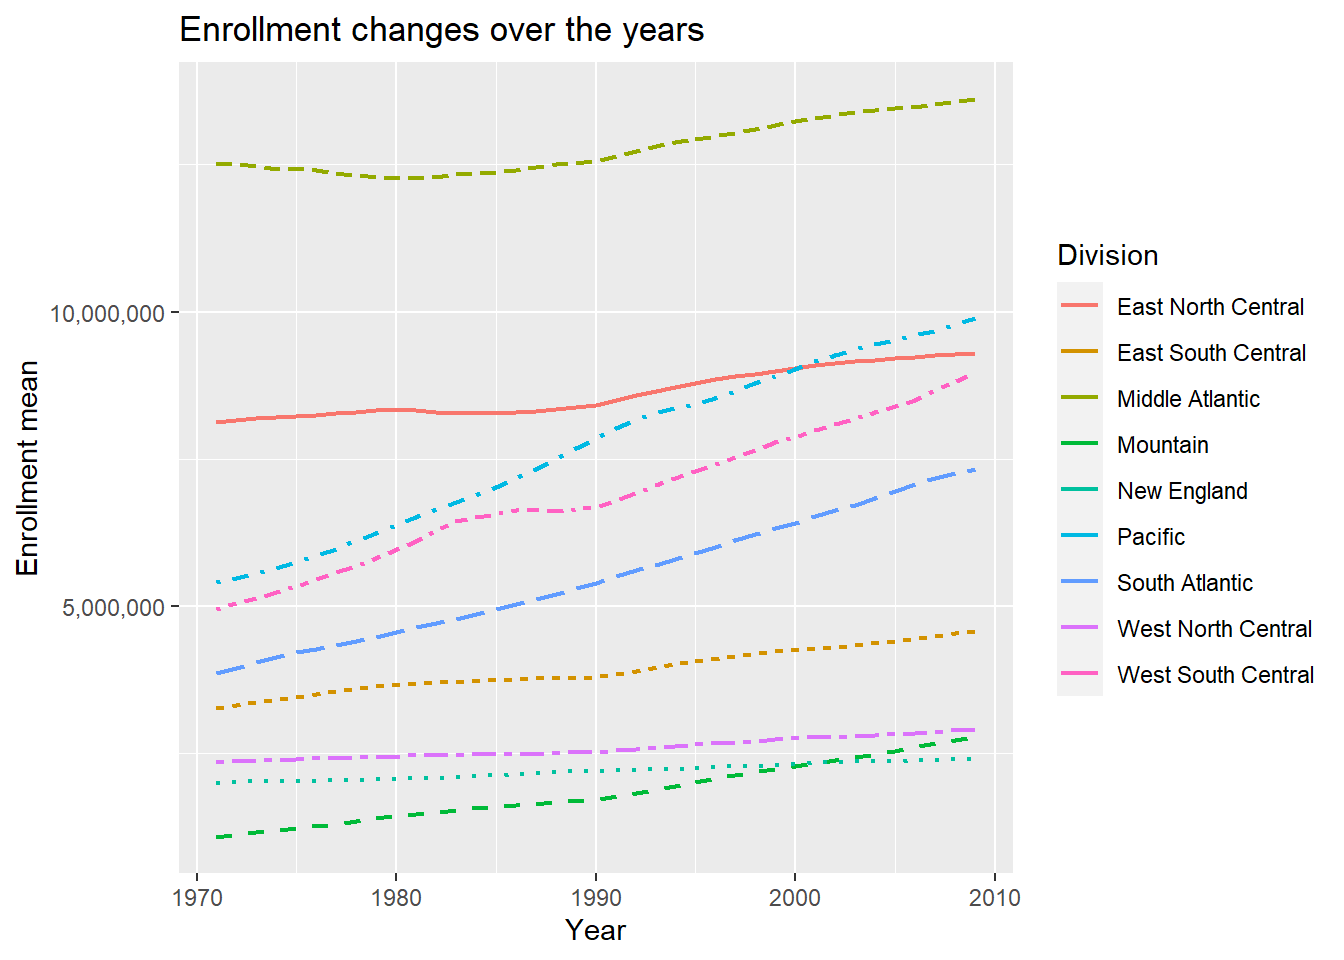 Enrollment changes over the years
Enrollment mean
10,000,000
5,000,000
1970
1980
1990
2000
2010
Year
Division
East North Central
East South Central
Middle Atlantic
Mountain
New England
Pacific
South Atlantic
West North Central
West South Central